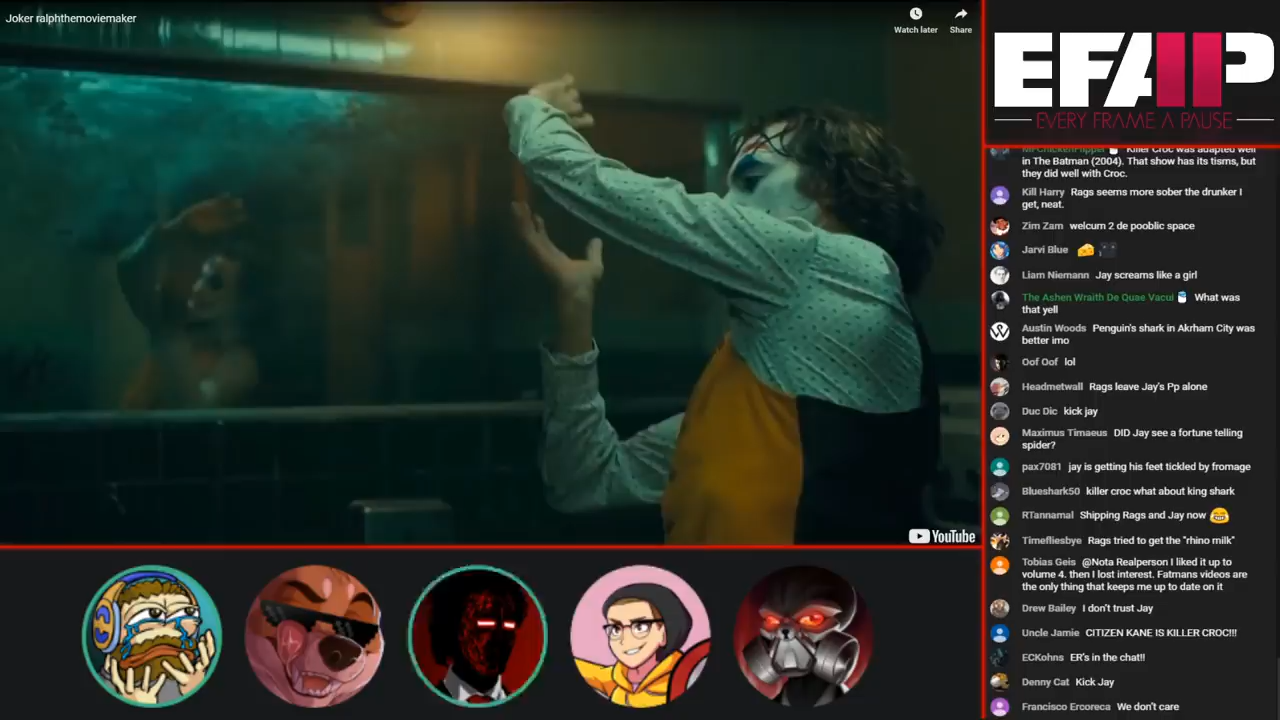 Joker ralphthemoviemaker
Watch later
Share
YouTube
EFAP
EVERY FRAME A PAUSE
Killer Croc was adapted well
in The Batman (2004). That show has its tisms, but
they did well with Croc.
Kill Harry Rags seems more sober the drunker I
get, neat.
Zim Zam welcum 2 de pooblic space
Jarvi Blue
Liam Niemann Jay screams like a girl
The Ashen Wraith De Quae Vacui What was
that yell
Austin Woods Penguin's shark in Akrham City was
better imo
Oof Oof lol
Headmetwall Rags leave Jay's Pp alone
Duc Dic kick jay
Maximus Timaeus DID Jay see a fortune telling
spider?
pax7081 jay is getting his feet tickled by fromage
Blueshark50 killer croc what about king shark
RTannamal Shipping Rags and Jay now
Timefliesbye Rags tried to get the "rhino milk"
Tobias Geis @Nota Realperson I liked it up to
volume 4. then I lost interest. Fatmans videos are
the only thing that keeps me up to date on it
Drew Bailey I don't trust Jay
Uncle Jamie CITIZEN KANE IS KILLER CROC!!!
ECKohns ER's in the chat!!
Denny Cat Kick Jay
Francisco Ercoreca We don't care